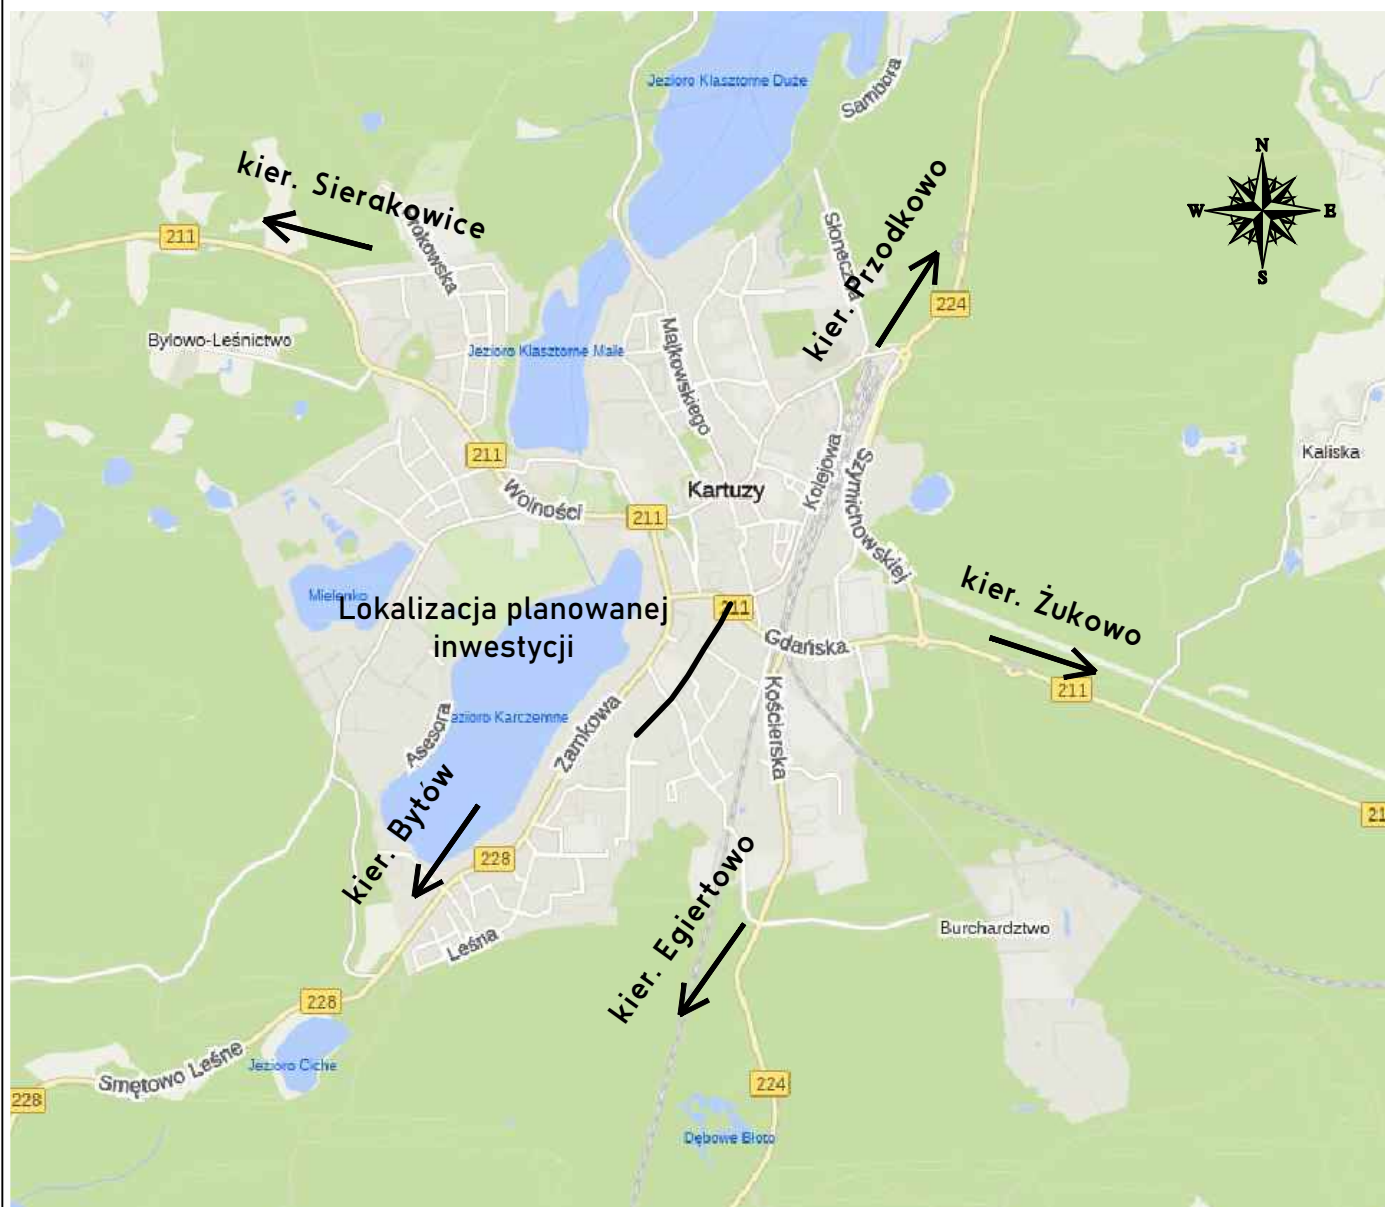 Jezioro Klasztorne Duże
Sambora
N
W
E
S
kier. Sierakowice
kier. Przodkowo
Słoneczna
211
224
Bylowo-Leśnictwo
Jezioro Klasztorne Małe
Majkowskiego
Kolejowa
Szymichowskiej
Kaliska
211
Wolności
Kartuzy
211
Mielenko
Lokalizacja planowanej
inwestycji
211
Gdańska
kier. Żukowo
211
Asesora
Zamkowa
Kościerska
kier. Bytów
228
kier. Egiertowo
Leśna
Burchardztwo
228
Jezioro Ciche
Smętowo Leśne
228
224
Dębowe Błoto